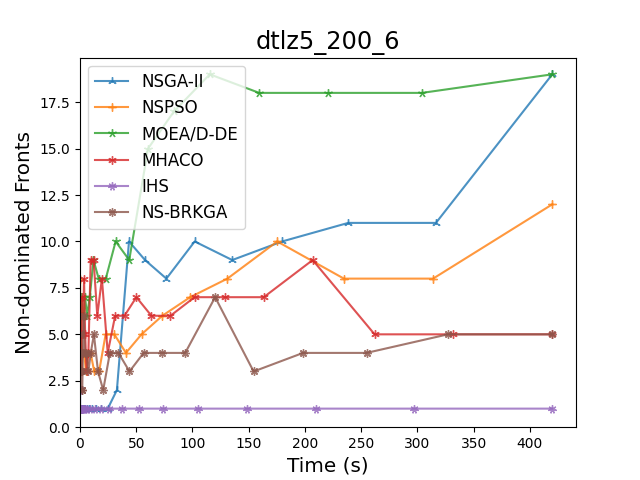 dtlz5_200_6
Non-dominated Fronts
17.5
15.0
12.5
10.0
7.5
5.0
2.5
0.0
NSGA-II
NSPSO
MOEA/D-DE
MHACO
IHS
NS-BRKGA
0 50 100 150 200 250 300 350 400
Time (s)